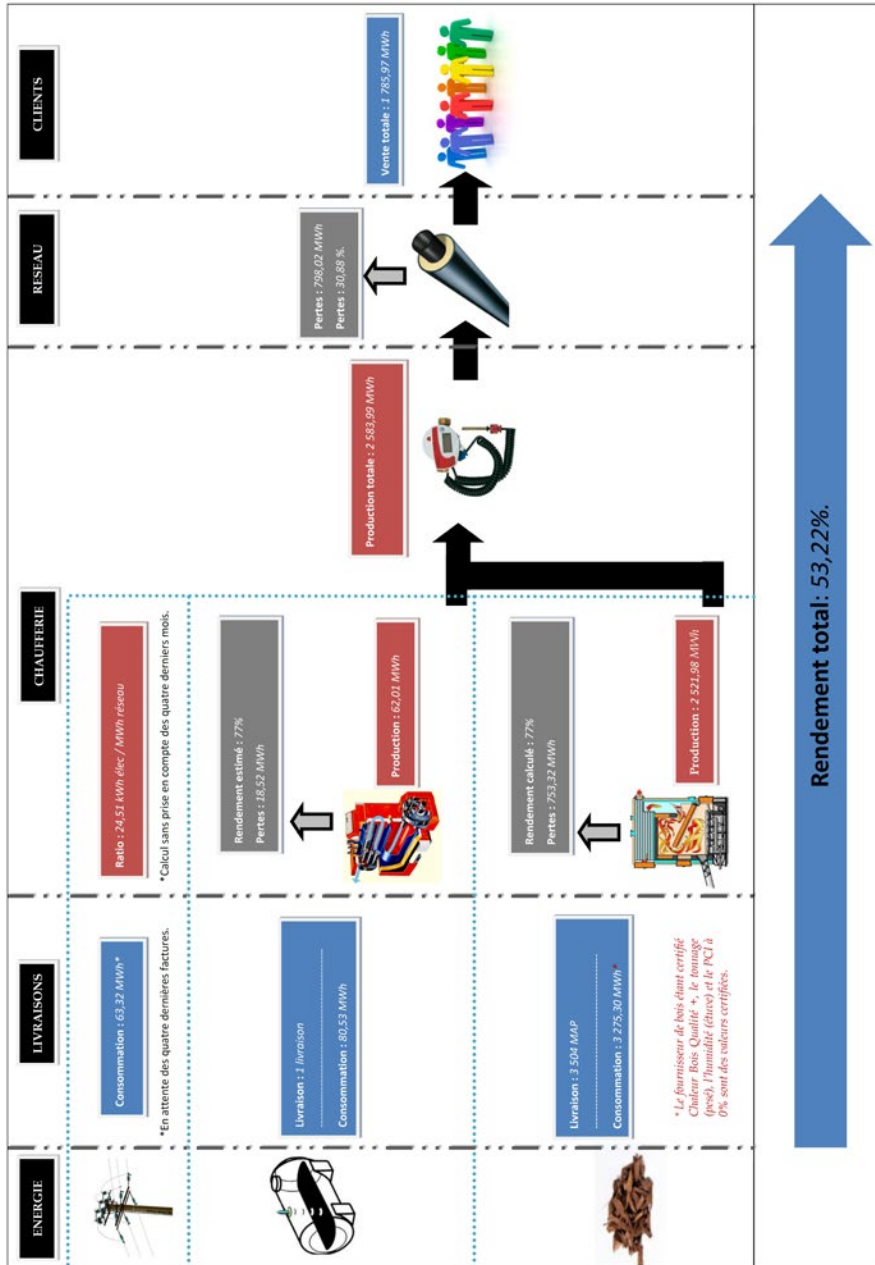 ENERGIE
LIVRAISONS
CHAUFFERIE
RESEAU
CLIENTS
Consommation : 63,32 MWh*
*En attente des quatre dernières factures.
Ratio : 24,51 kWh élec / MWh réseau
*Calcul sans prise en compte des quatre derniers mois.
Livraison : 1 livraison
Consommation : 80,53 MWh
Rendement estimé : 77%
Pertes : 18,52 MWh
Production : 62,01 MWh
Livraison : 3 504 MAP
Consommation : 3 275,30 MWh*
* Le fournisseur de bois étant certifié
Chaleur Bois Qualité +, le tonnage
(pesé), l'humidité (étuve) et le PCI à
0% sont des valeurs certifiées.
Rendement calculé : 77%
Pertes : 753,32 MWh
Production : 2 521,98 MWh
Production totale : 2 583,99 MWh
Pertes : 798,02 MWh
Pertes : 30,88 %.
Vente totale : 1 785,97 MWh
Rendement total: 53,22%.